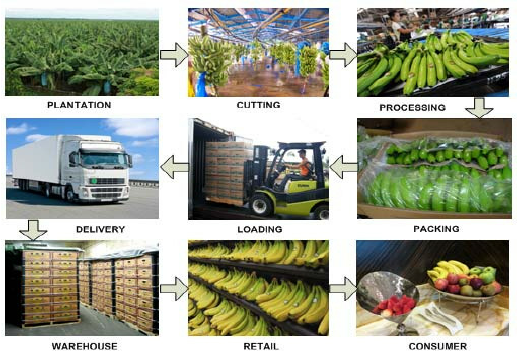 PLANTATION
CUTTING
PROCESSING
PACKING
LOADING
DELIVERY
WAREHOUSE
RETAIL
CONSUMER